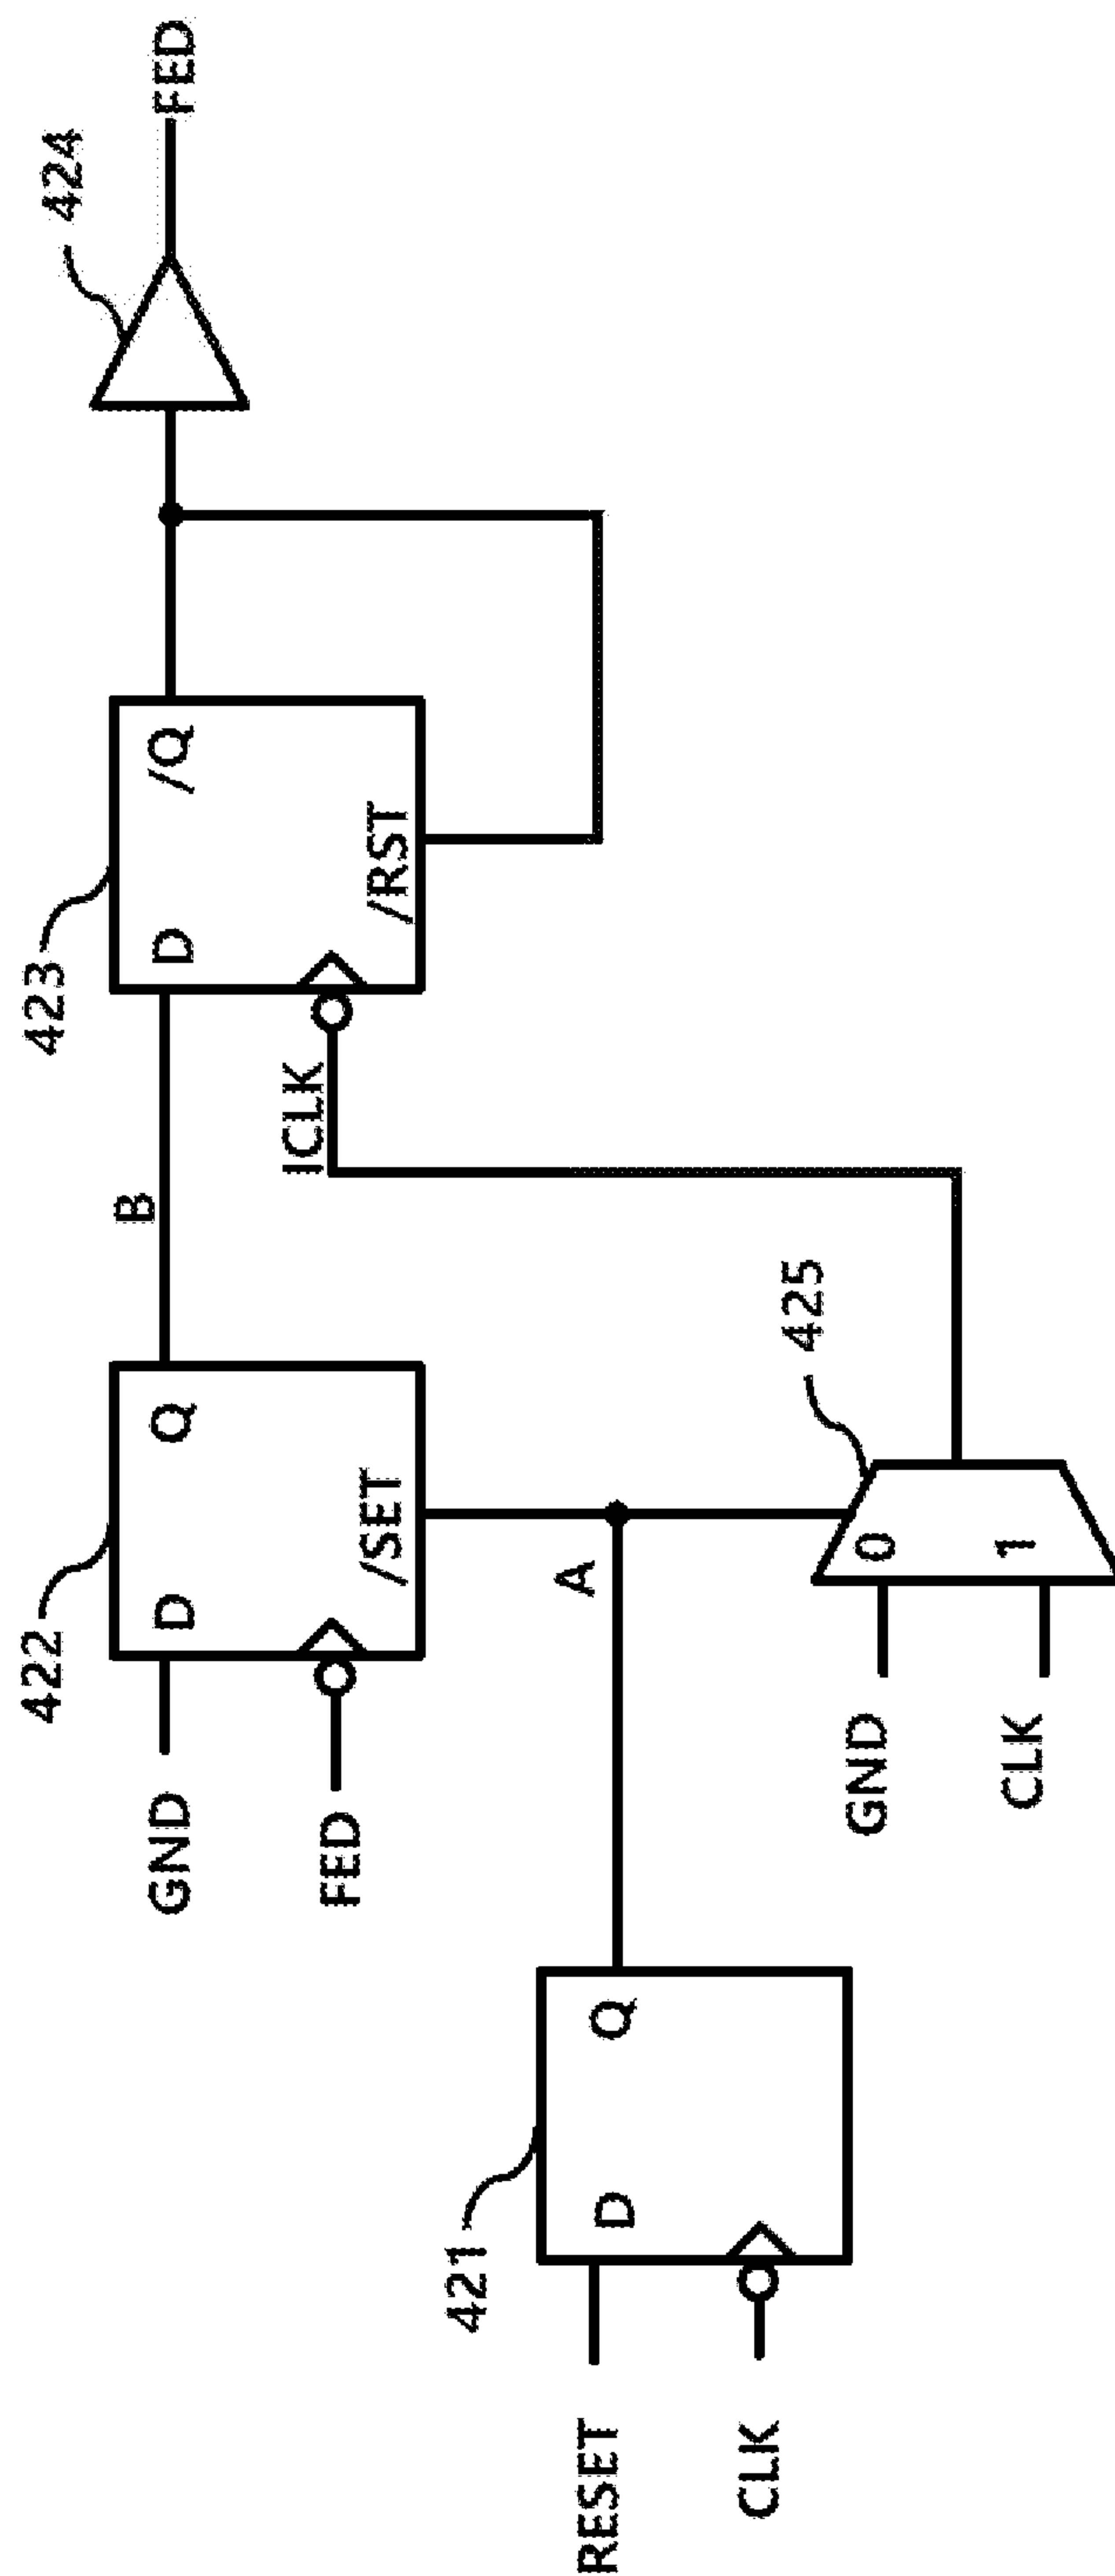 424
FED
423
D
/Q
/RST
ICLK
B
422
D
Q
/SET
GND
FED
A
425
0
1
GND
CLK
421
D
Q
RESET
CLK